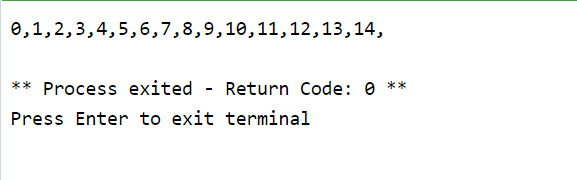 0,1,2,3,4,5,6,7,8,9,10,11,12,13,14,
** Process exited - Return Code: 0 **
Press Enter to exit terminal